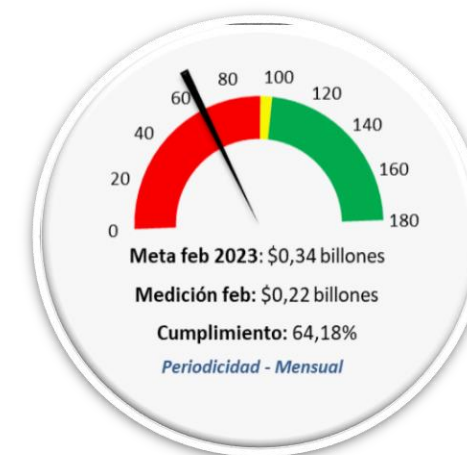 0
20
40
60
80
100
120
140
160
180
Meta feb 2023: $0,34 billones
Medición feb: $0,22 billones
Cumplimiento: 64,18%
Periodicidad - Mensual